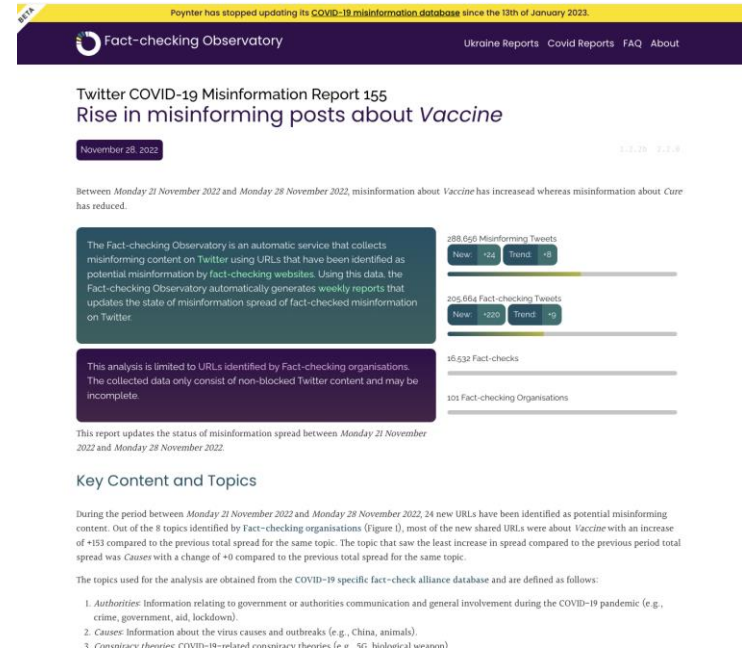 BETA
Poynter has stopped updating its COVID-19 misinformation database since the 13th of January 2023.
Fact-checking Observatory
Ukraine Reports Covid Reports FAQ About
Twitter COVID-19 Misinformation Report 155
Rise in misinforming posts about Vaccine
November 28, 2022
Between Monday 21 November 2022 and Monday 28 November 2022, misinformation about Vaccine has increasead whereas misinformation about Cure
has reduced.
The Fact-checking Observatory is an automatic service that collects
misinforming content on Twitter using URLs that have been identified as
potential misinformation by fact-checking websites. Using this data, the
Fact-checking Observatory automatically generates weekly reports that
updates the state of misinformation spread of fact-checked misinformation
on Twitter.
This analysis is limited to URLs identified by Fact-checking organisations.
The collected data only consist of non-blocked Twitter content and may be
incomplete.
This report updates the status of misinformation spread between Monday 21 November
2022 and Monday 28 November 2022.
288,656 Misinforming Tweets
New: +24 Trend: +8
205,664 Fact-checking Tweets
New: +220 Trend: +9
16,532 Fact-checks
101 Fact-checking Organisations
Key Content and Topics
During the period between Monday 21 November 2022 and Monday 28 November 2022, 24 new URLs have been identified as potential misinforming
content. Out of the 8 topics identified by Fact-checking organisations (Figure 1), most of the new shared URLs were about Vaccine with an increase
of +153 compared to the previous total spread for the same topic. The topic that saw the least increase in spread compared to the previous period total
spread was Causes with a change of +0 compared to the previous total spread for the same topic.
The topics used for the analysis are obtained from the COVID-19 specific fact-check alliance database and are defined as follows:
1. Authorities: Information relating to government or authorities communication and general involvement during the COVID-19 pandemic (e.g.,
crime, government, aid, lockdown).
2. Causes: Information about the virus causes and outbreaks (e.g., China, animals).
3. Conspiracy theories: COVID-19-related conspiracy theories (e.g., 5G, biological weapon).